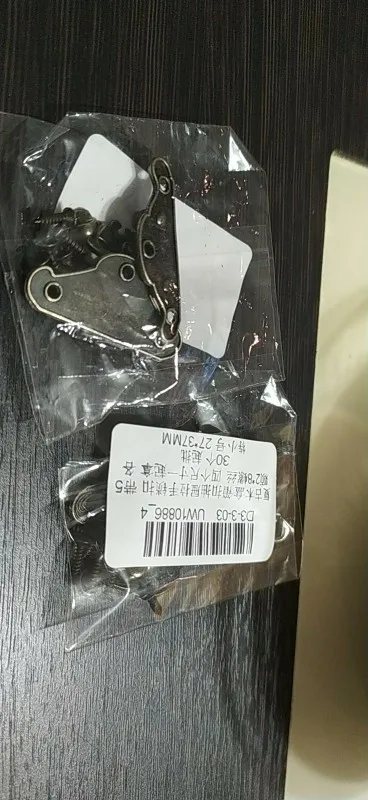 D3-3-03 UW10886_4
复古木盒箱扣抽屉拉手锁扣 带5
颗2*8螺丝 四个尺寸一起拿 各
30个起批
特小号 27*37MM